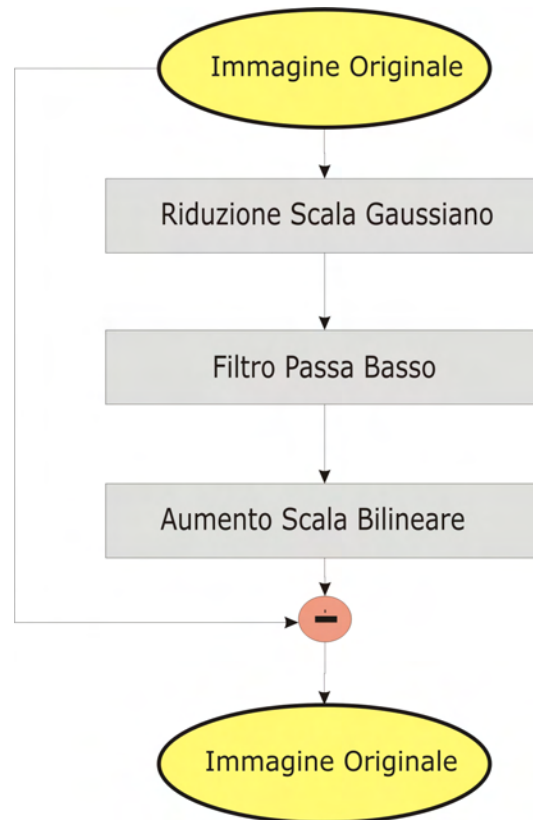 Immagine Originale
Riduzione Scala Gaussiano
Filtro Passa Basso
Aumento Scala Bilineare
-
Immagine Originale